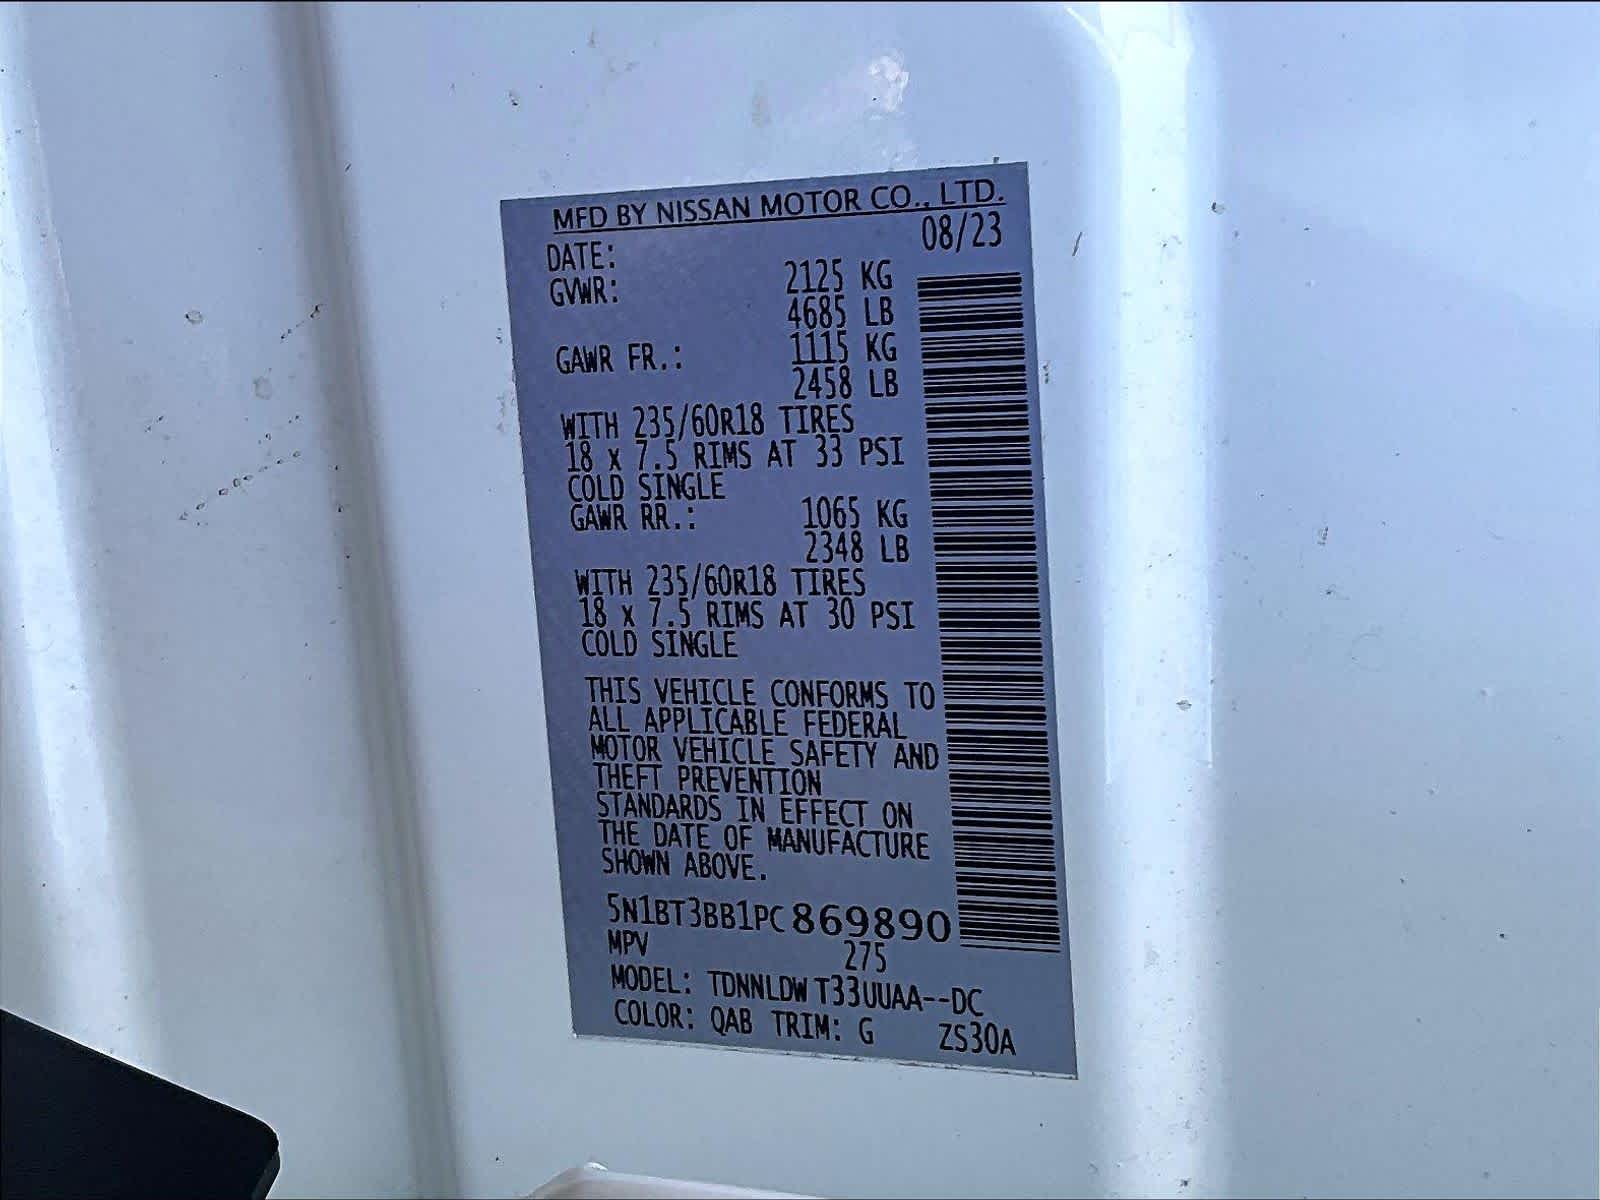 MFD BY NISSAN MOTOR CO., LTD.
DATE: 08/23
GVWR: 2125 KG
4685 LB
GAWR FR.: 1115 KG
2458 LB
WITH 235/60R18 TIRES
18 x 7.5 RIMS AT 33 PSI
COLD SINGLE
GAWR RR.: 1065 KG
2348 LB
WITH 235/60R18 TIRES
18 x 7.5 RIMS AT 30 PSI
COLD SINGLE
THIS VEHICLE CONFORMS TO
ALL APPLICABLE FEDERAL
MOTOR VEHICLE SAFETY AND
THEFT PREVENTION
STANDARDS IN EFFECT ON
THE DATE OF MANUFACTURE
SHOWN ABOVE.
5N1BT3BB1PC869890
MPV 275
MODEL: TDNNLDW T33UUAA--DC
COLOR: QAB TRIM: G ZS30A